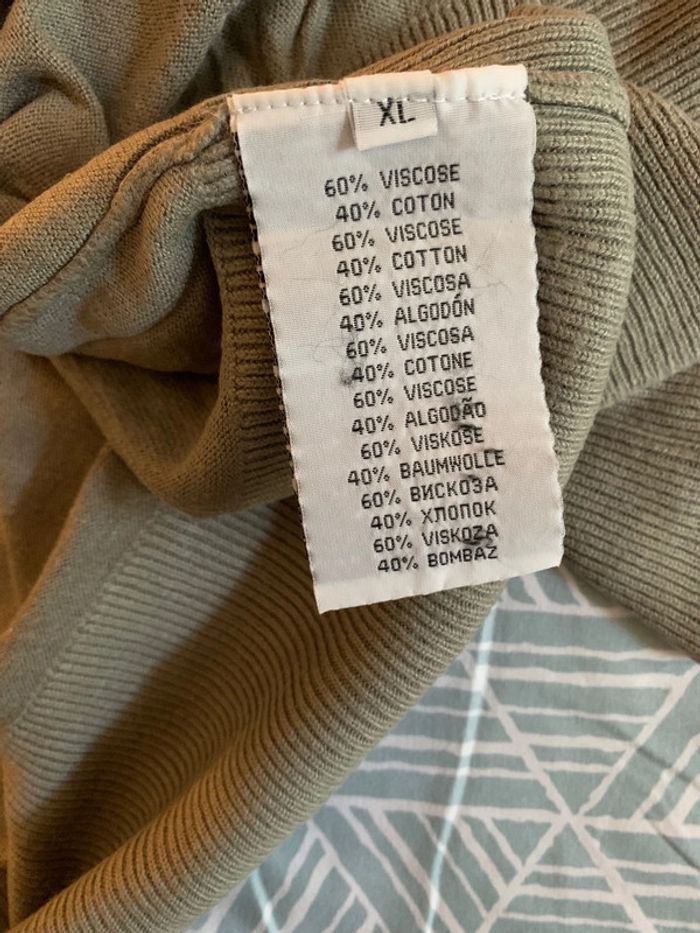 XL
60% VISCOSE
40% COTON
60% VISCOSE
40% COTTON
60% VISCOSA
40% ALGODÓN
60% VISCOSA
40% COTONE
60% VISCOSE
40% ALGODÃO
60% VISKOSE
40% BAUMWOLLE
60% ВИСКОЗА
40% ХЛОПОК
60% VISKOZA
40% BOMBAZ